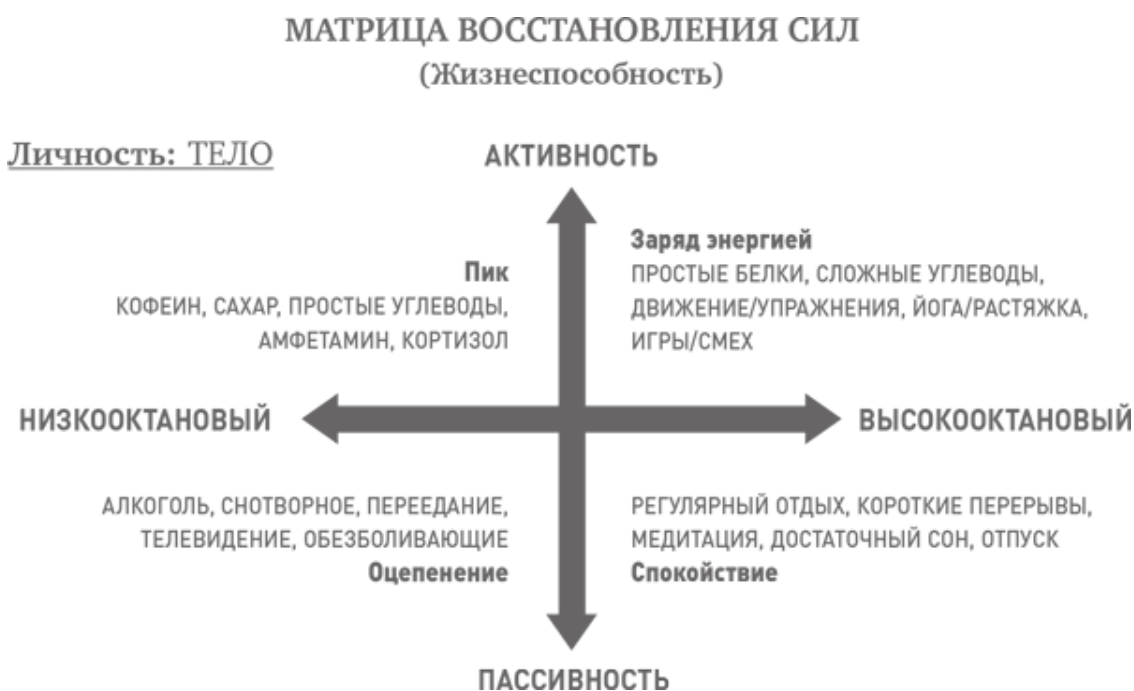 МАТРИЦА ВОССТАНОВЛЕНИЯ СИЛ
(Жизнеспособность)
Личность: ТЕЛО
АКТИВНОСТЬ
Пик
КОФЕИН, САХАР, ПРОСТЫЕ УГЛЕВОДЫ,
АМФЕТАМИН, КОРТИЗОЛ
Заряд энергией
ПРОСТЫЕ БЕЛКИ, СЛОЖНЫЕ УГЛЕВОДЫ,
ДВИЖЕНИЕ/УПРАЖНЕНИЯ, ЙОГА/РАСТЯЖКА,
ИГРЫ/СМЕХ
НИЗКООКТАНОВЫЙ
ВЫСОКООКТАНОВЫЙ
АЛКОГОЛЬ, СНОТВОРНОЕ, ПЕРЕЕДАНИЕ,
ТЕЛЕВИДЕНИЕ, ОБЕЗБОЛИВАЮЩИЕ
Оцепенение
РЕГУЛЯРНЫЙ ОТДЫХ, КОРОТКИЕ ПЕРЕРЫВЫ,
МЕДИТАЦИЯ, ДОСТАТОЧНЫЙ СОН, ОТПУСК
Спокойствие
ПАССИВНОСТЬ